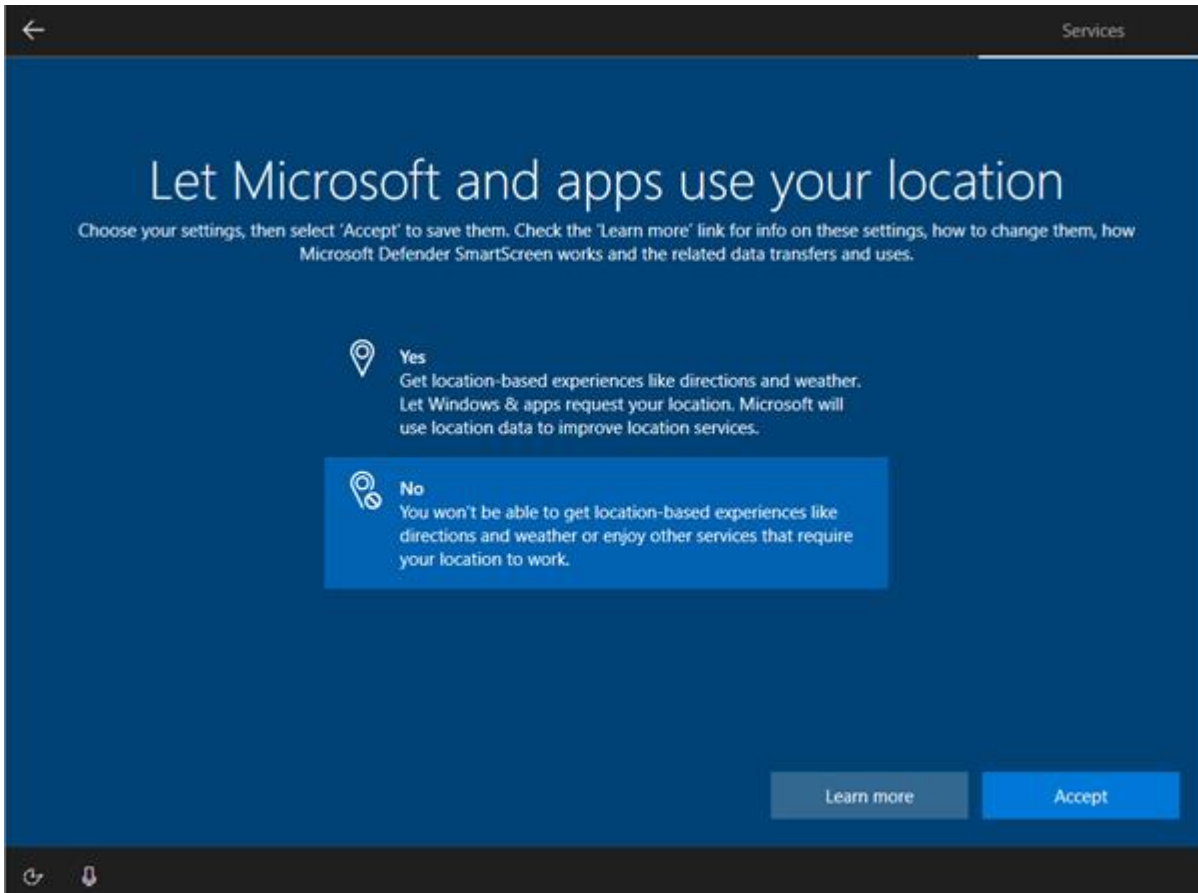 Services
Let Microsoft and apps use your location
Choose your settings, then select 'Accept' to save them. Check the 'Learn more' link for info on these settings, how to change them, how
Microsoft Defender SmartScreen works and the related data transfers and uses.
Yes
Get location-based experiences like directions and weather.
Let Windows & apps request your location. Microsoft will
use location data to improve location services.
No
You won't be able to get location-based experiences like
directions and weather or enjoy other services that require
your location to work.
Learn more
Accept